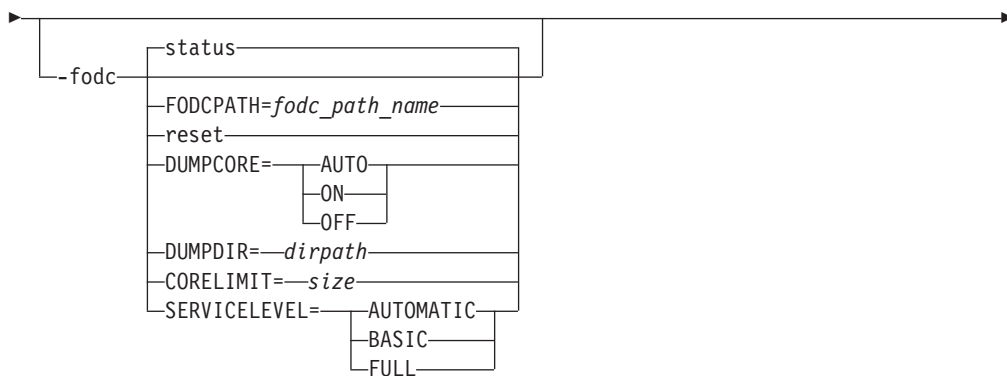 status
-fodc
FODCPATH=fodc_path_name
reset
DUMPCORE= AUTO
ON
OFF
DUMPDIR= dirpath
CORELIMIT= size
SERVICELEVEL= AUTOMATIC
BASIC
FULL